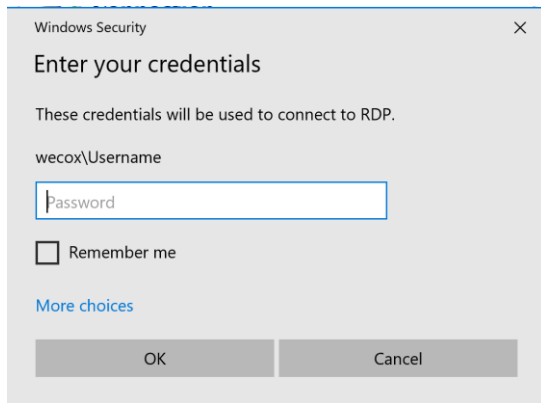 Windows Security
Enter your credentials
These credentials will be used to connect to RDP.
wecox\Username
Password
Remember me
More choices
OK
Cancel